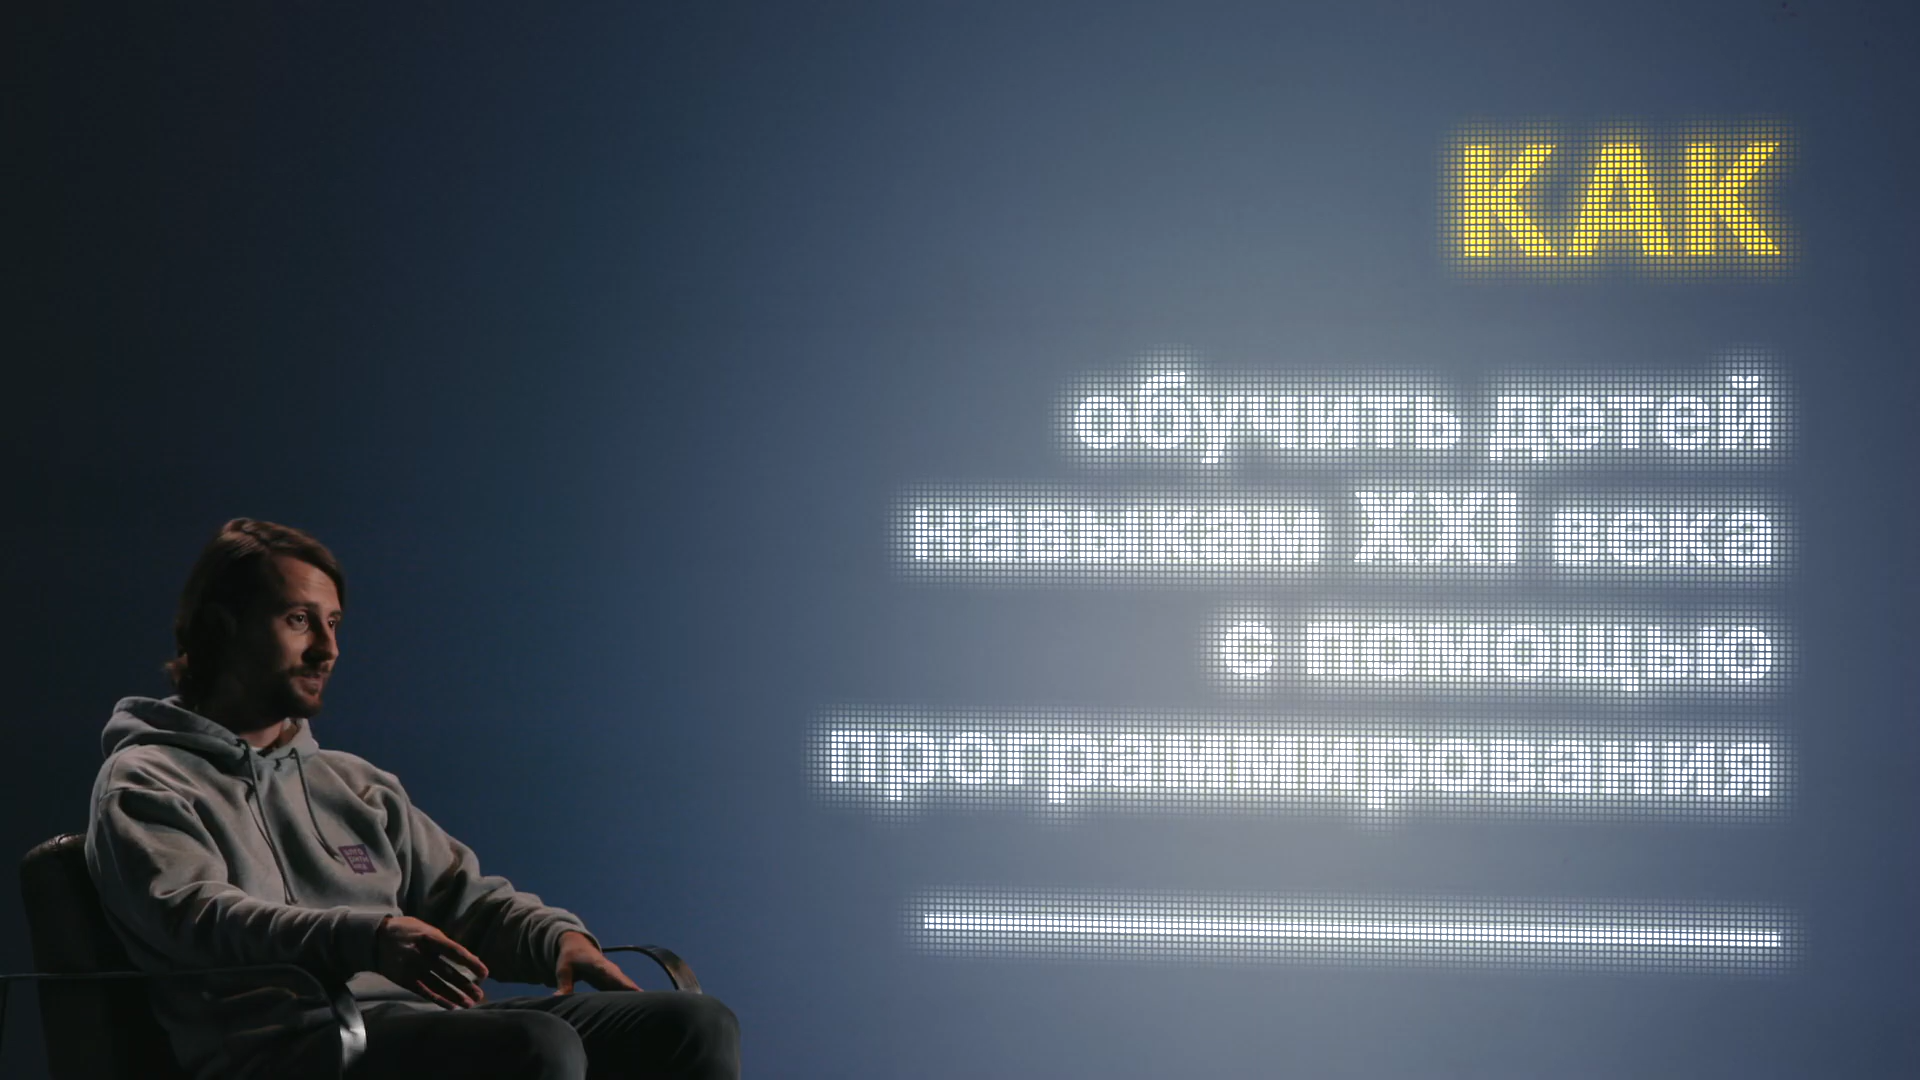 КАК
обучить детей
навыкам XXI века
с помощью
программирования